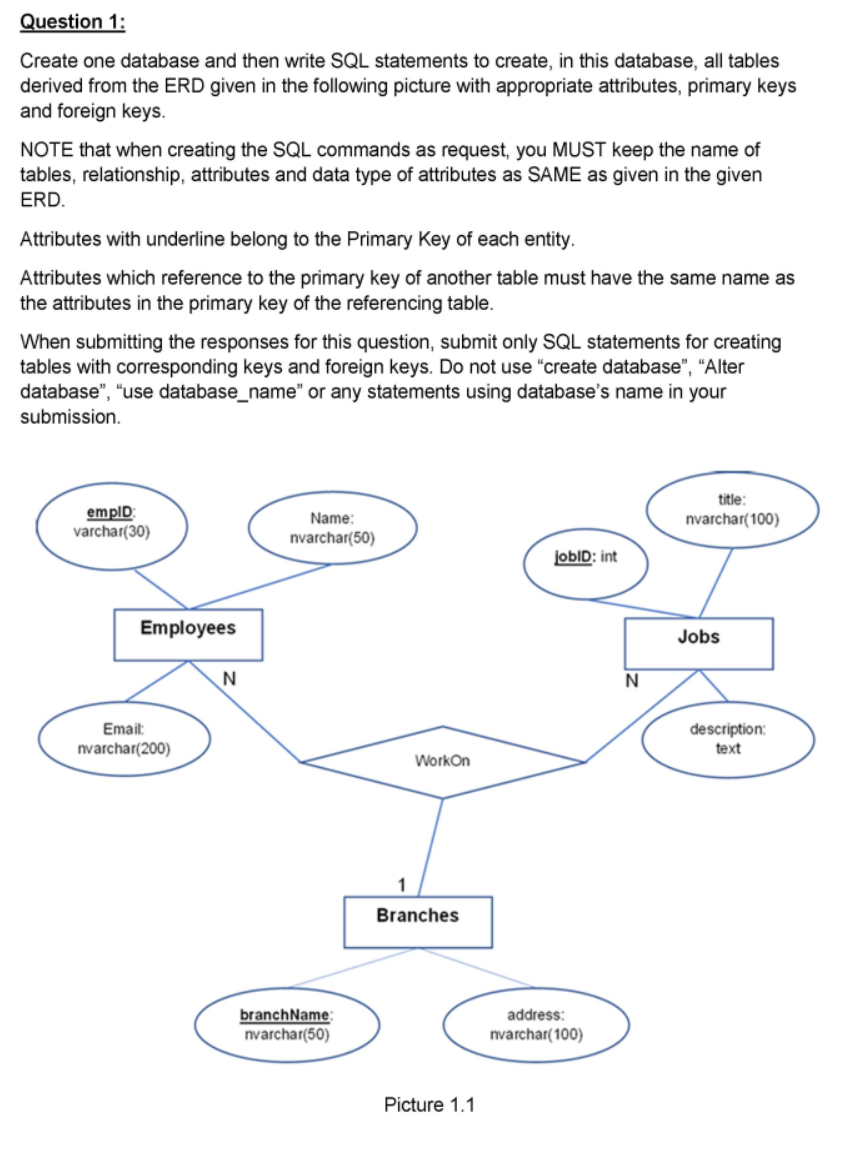 Question 1:
Create one database and then write SQL statements to create, in this database, all tables
derived from the ERD given in the following picture with appropriate attributes, primary keys
and foreign keys.
NOTE that when creating the SQL commands as request, you MUST keep the name of
tables, relationship, attributes and data type of attributes as SAME as given in the given
ERD.
Attributes with underline belong to the Primary Key of each entity.
Attributes which reference to the primary key of another table must have the same name as
the attributes in the primary key of the referencing table.
When submitting the responses for this question, submit only SQL statements for creating
tables with corresponding keys and foreign keys. Do not use “create database”, “Alter
database”, “use database_name” or any statements using database’s name in your
submission.
empID:
varchar(30)
Name:
nvarchar(50)
jobID: int
title:
nvarchar(100)
Employees
Jobs
N
N
Email:
nvarchar(200)
WorkOn
description:
text
1
Branches
branchName:
nvarchar(50)
address:
nvarchar(100)
Picture 1.1